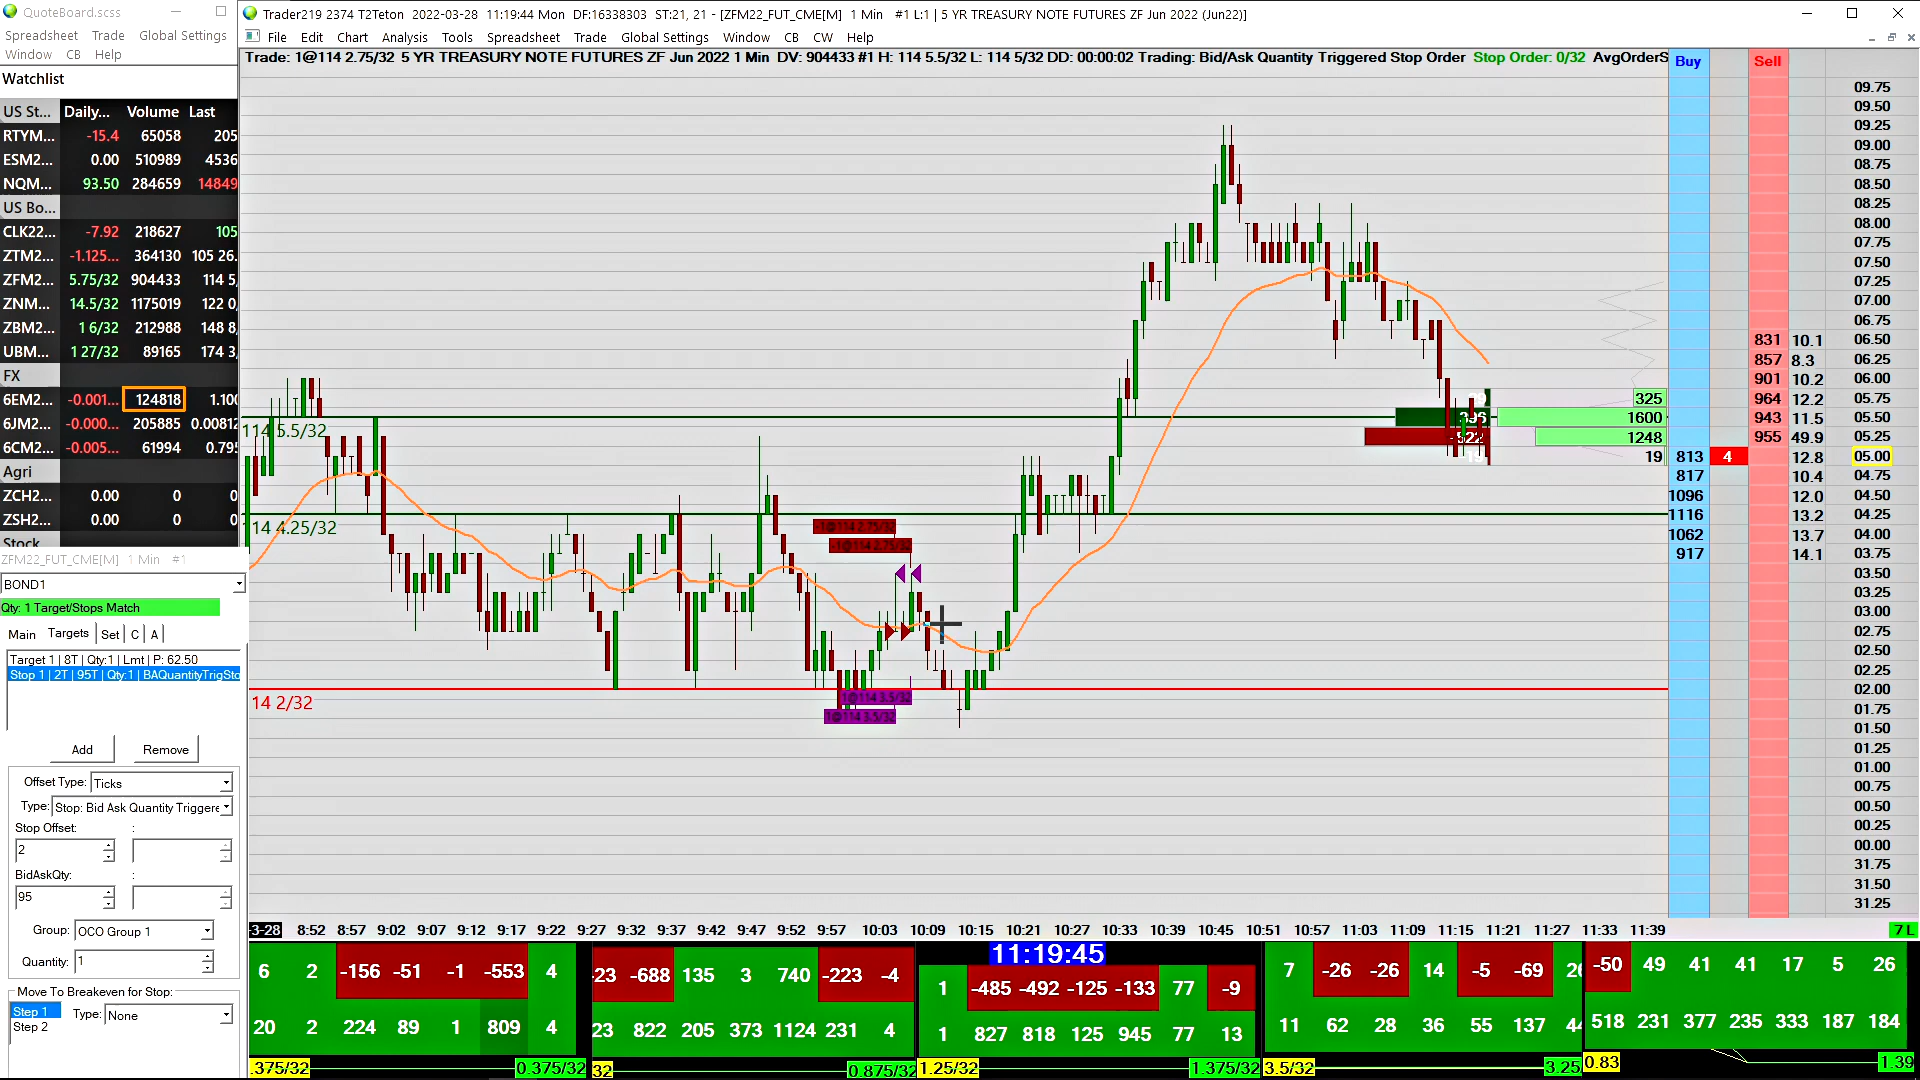 QuoteBoard.scss
Spreadsheet Trade Global Settings
Window CB Help
Watchlist
US St... Daily... Volume Last
RTYM... -15.4 65058 205
ESM2... 0.00 510989 4536
NQM... 93.50 284659 14849
US Bo...
CLK22... -7.92 218627 105
ZTM2... -1.125... 364130 105 26.
ZFM2... 5.75/32 904433 114 5
ZNM... 14.5/32 1175019 122 0
ZBM2... 1 6/32 212988 148 8
UBM... 1 27/32 89165 174 3
FX
6EM2... -0.001... 124818 1.100
6JM2... -0.000... 205885 0.00812
6CM2... -0.005... 61994 0.795
Agri
ZCH2... 0.00 0 0
ZSH2... 0.00 0 0
Stock
ZFM22_FUT_CME[M] 1 Min #1
BOND1
Qty: 1 Target/Stops Match
Main Targets Set C A
Target 1 | 8T | Qty:1 | Lmt | P: 62.50
Stop 1 | 2T | 95T | Qty:1 | BAQuantityTrigSto
Add Remove
Offset Type: Ticks
Type: Stop: Bid Ask Quantity Triggere
Stop Offset: :
2
BidAskQty: :
95
Group: OCO Group 1
Quantity: 1
Move To Breakeven for Stop:
Step 1 Type: None
Step 2
Trader219 2374 T2Teton 2022-03-28 11:19:44 Mon DF:16338303 ST:21, 21 - [ZFM22_FUT_CME[M] 1 Min #1 L:1 | 5 YR TREASURY NOTE FUTURES ZF Jun 2022 (Jun22)]
File Edit Chart Analysis Tools Spreadsheet Trade Global Settings Window CB CW Help
Trade: 1@114 2.75/32 5 YR TREASURY NOTE FUTURES ZF Jun 2022 1 Min DV: 904433 #1 H: 114 5.5/32 L: 114 5/32 DD: 00:00:02 Trading: Bid/Ask Quantity Triggered Stop Order Stop Order: 0/32 AvgOrderS
Buy Sell
09.75
09.50
09.25
09.00
08.75
08.50
08.25
08.00
07.75
07.50
07.25
07.00
06.75
831 10.1 06.50
857 8.3 06.25
901 10.2 06.00
325 964 12.2 05.75
1600 943 11.5 05.50
1248 955 49.9 05.25
19 813 4 12.8 05.00
817 10.4 04.75
1096 12.0 04.50
1116 13.2 04.25
1062 13.7 04.00
917 14.1 03.75
03.50
03.25
03.00
02.75
02.50
02.25
02.00
01.75
01.50
01.25
01.00
00.75
00.50
00.25
00.00
31.75
31.50
31.25
114 5.5/32
114 4.25/32
14 2/32
-1@114 2.75/32
-1@114 2.75/32
1@114 3.5/32
1@114 3.5/32
3-28 8:52 8:57 9:02 9:07 9:12 9:17 9:22 9:27 9:32 9:37 9:42 9:47 9:52 9:57 10:03 10:09 10:15 10:21 10:27 10:33 10:39 10:45 10:51 10:57 11:03 11:09 11:15 11:21 11:27 11:33 11:39 7 L
11:19:45
6 2 -156 -51 -1 -553 4 -23 -688 135 3 740 -223 -4 1 -485 -492 -125 -133 77 -9 7 -26 -26 14 -5 -69 20 -50 49 41 41 17 5 26
20 2 224 89 1 809 4 23 822 205 373 1124 231 4 1 827 818 125 945 77 13 11 62 28 36 55 137 44 518 231 377 235 333 187 184
.375/32 0.375/32 32 0.875/32 1.25/32 1.375/32 3.5/32 3.25 0.83 1.39